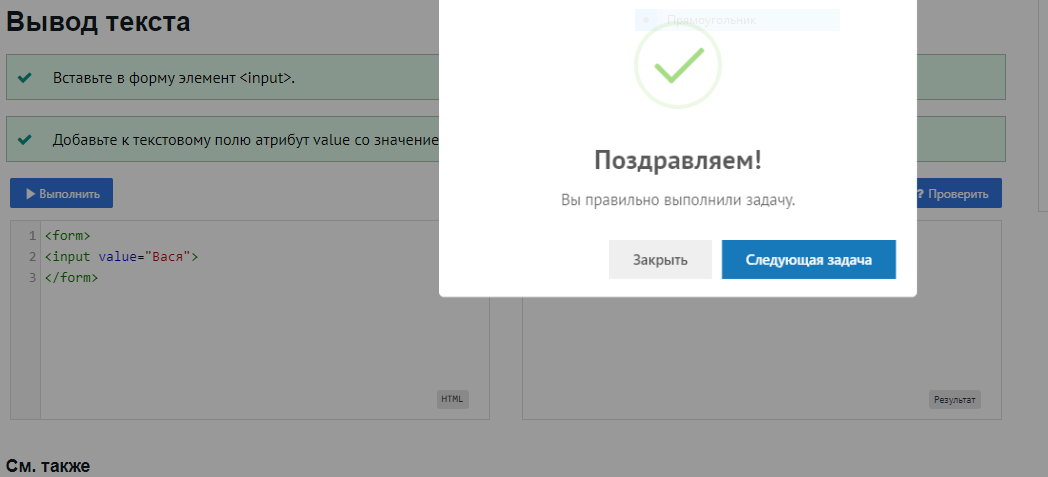 Вывод текста
Прямоугольник
Вставьте в форму элемент <input>.
Добавьте к текстовому полю атрибут value со значение
Поздравляем!
Вы правильно выполнили задачу.
Закрыть
Следующая задача
Выполнить
? Проверить
1 <form>
2 <input value="Вася">
3 </form>
HTML
Результат
См. также